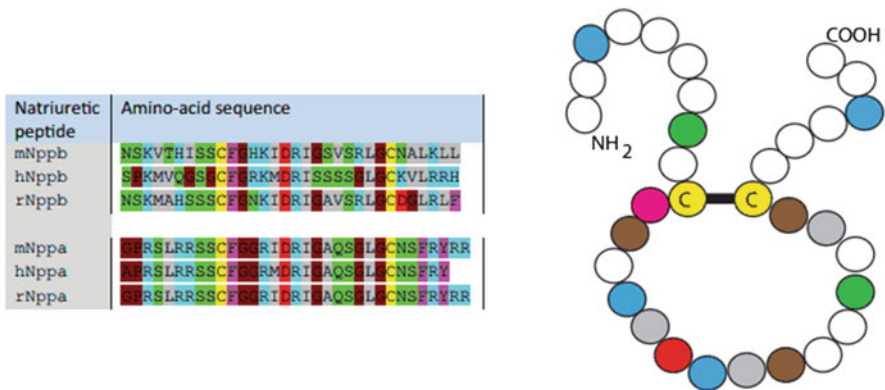 Natriuretic peptide Amino-acid sequence
mNppb NSKVTHISSCFGHKIDRIGSVSRLGCNALKLL
hNppb SPKMVQGSGCFGRKMDRISSSSGLGCKVLRRH
rNppb NSKMAHSSSCFGNKIDRIGAVSRLGCDGLRLF
mNppa GPRSLRRSSCFGGRIDRIGAQSGLGCNSFRYRR
hNppa APRSLRRSSCFGGRMDRIGAQSGLGCNSFRY
rNppa GPRSLRRSSCFGGRIDRIGAQSGLGCNSFRYRR
COOH
NH2
C C